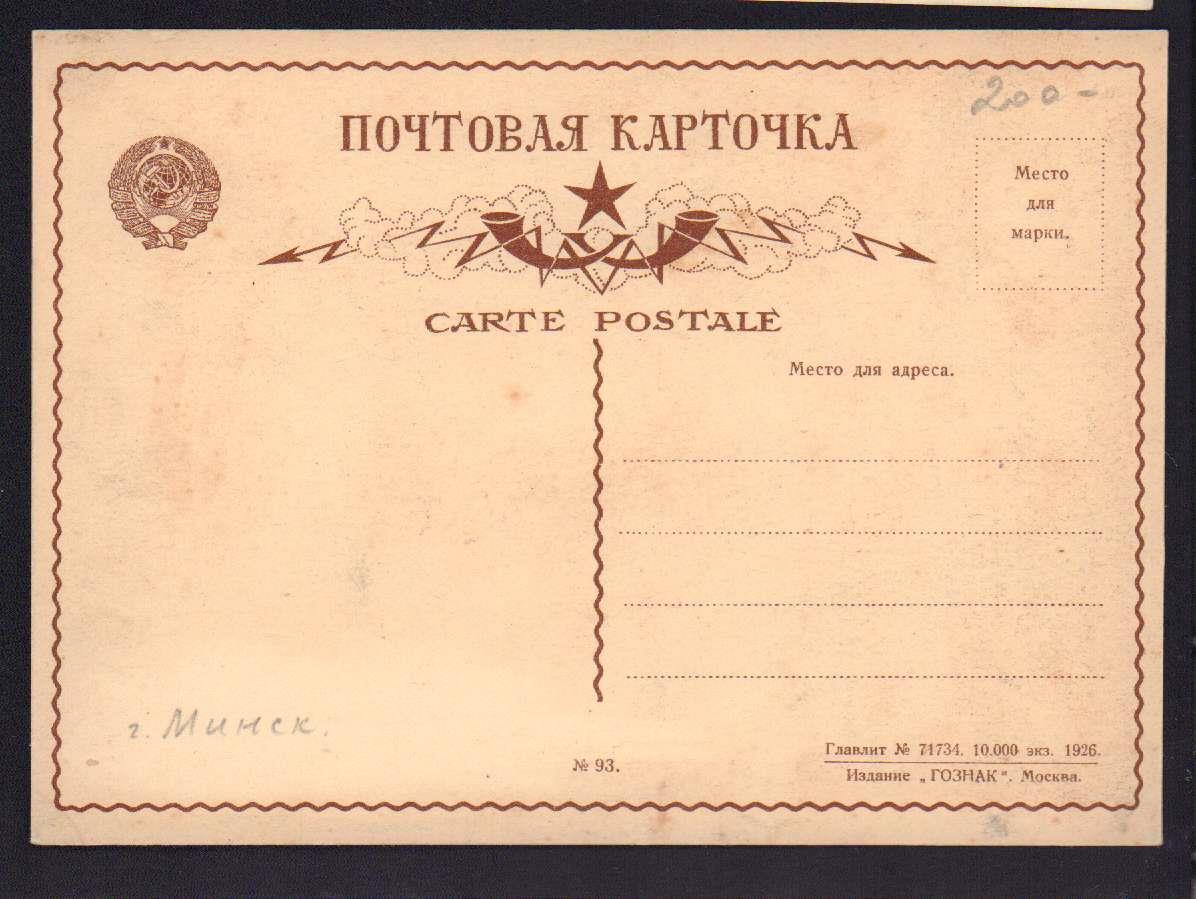 200-
ПОЧТОВАЯ КАРТОЧКА
Место
для
марки.
CARTE POSTALE
Место для адреса.
г. Минск.
№ 93.
Главлит № 71734. 10.000 экз. 1926.
Издание „ГОЗНАК“. Москва.